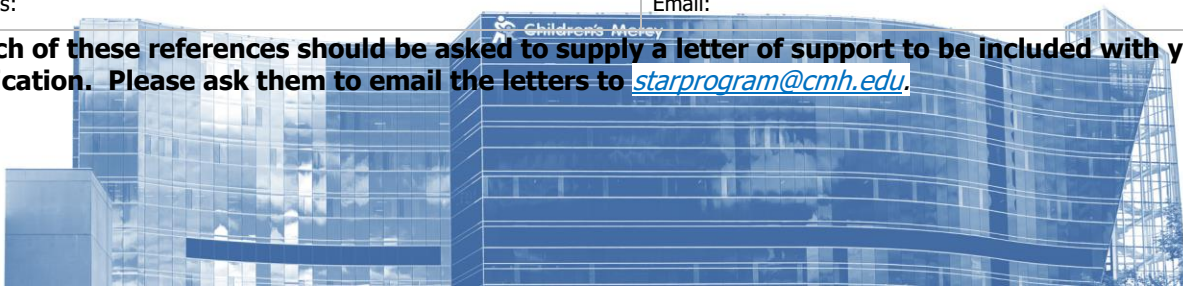 s:
Email:
Children's Mercy
ch of these references should be asked to supply a letter of support to be included with y
ication. Please ask them to email the letters to starprogram@cmh.edu.